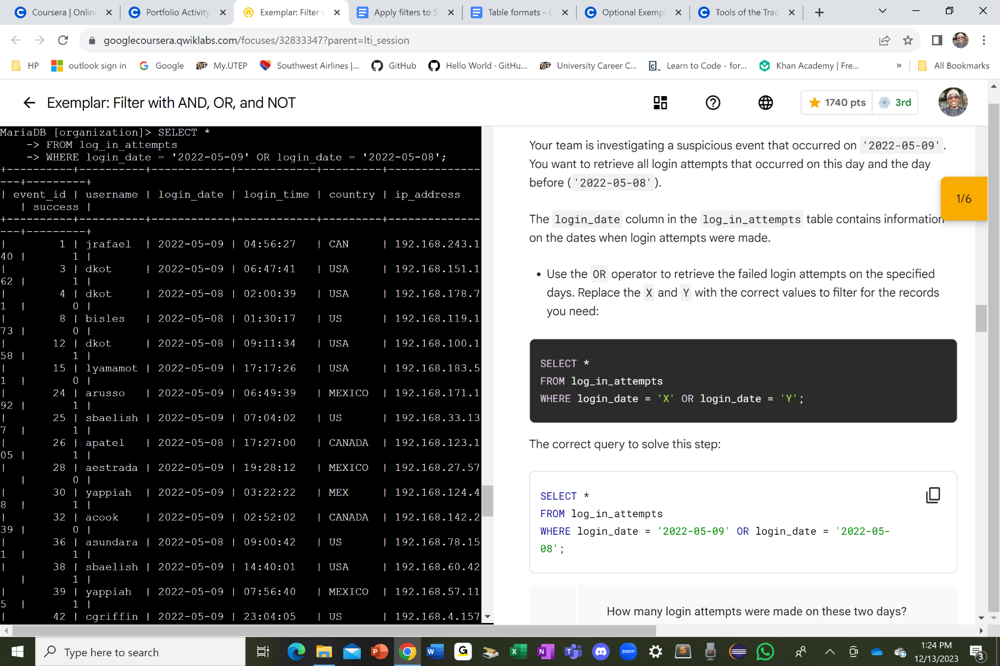 Coursera | Online
Portfolio Activity
Exemplar: Filter w
Apply filters to S
Table formats - G
Optional Exempl
Tools of the Trad
googlecoursera.qwiklabs.com/focuses/32833347?parent=lti_session
HP
outlook sign in
Google
My.UTEP
Southwest Airlines |...
GitHub
Hello World · GitHu...
University Career C...
Learn to Code - for...
Khan Academy | Fre...
»
All Bookmarks
Exemplar: Filter with AND, OR, and NOT
1740 pts
3rd
MariaDB [organization]> SELECT *
    -> FROM log_in_attempts
    -> WHERE login_date = '2022-05-09' OR login_date = '2022-05-08';
+----------+----------+------------+------------+---------+--------------
---+---------+
| event_id | username | login_date | login_time | country | ip_address
   | success |
+----------+----------+------------+------------+---------+--------------
---+---------+
|        1 | jrafael  | 2022-05-09 | 04:56:27   | CAN     | 192.168.243.1
40 |       1 |
|        3 | dkot     | 2022-05-09 | 06:47:41   | USA     | 192.168.151.1
62 |       1 |
|        4 | dkot     | 2022-05-08 | 02:00:39   | USA     | 192.168.178.7
1  |       0 |
|        8 | bisles   | 2022-05-08 | 01:30:17   | US      | 192.168.119.1
73 |       0 |
|       12 | dkot     | 2022-05-08 | 09:11:34   | USA     | 192.168.100.1
58 |       1 |
|       15 | lyamamot | 2022-05-09 | 17:17:26   | USA     | 192.168.183.5
1  |       0 |
|       24 | arusso   | 2022-05-09 | 06:49:39   | MEXICO  | 192.168.171.1
92 |       1 |
|       25 | sbaelish | 2022-05-09 | 07:04:02   | US      | 192.168.33.13
7  |       1 |
|       26 | apatel   | 2022-05-08 | 17:27:00   | CANADA  | 192.168.123.1
05 |       1 |
|       28 | aestrada | 2022-05-09 | 19:28:12   | MEXICO  | 192.168.27.57
   |       0 |
|       30 | yappiah  | 2022-05-09 | 03:22:22   | MEX     | 192.168.124.4
8  |       1 |
|       32 | acook    | 2022-05-09 | 02:52:02   | CANADA  | 192.168.142.2
39 |       0 |
|       36 | asundara | 2022-05-08 | 09:00:42   | US      | 192.168.78.15
1  |       1 |
|       38 | sbaelish | 2022-05-09 | 14:40:01   | USA     | 192.168.60.42
   |       1 |
|       39 | yappiah  | 2022-05-09 | 07:56:40   | MEXICO  | 192.168.57.11
5  |       1 |
|       42 | cgriffin | 2022-05-09 | 23:04:05   | US      | 192.168.4.157
Your team is investigating a suspicious event that occurred on '2022-05-09'.
You want to retrieve all login attempts that occurred on this day and the day
before ('2022-05-08').
1/6
The login_date column in the log_in_attempts table contains information
on the dates when login attempts were made.
• Use the OR operator to retrieve the failed login attempts on the specified
days. Replace the X and Y with the correct values to filter for the records
you need:
SELECT *
FROM log_in_attempts
WHERE login_date = 'X' OR login_date = 'Y';
The correct query to solve this step:
SELECT *
FROM log_in_attempts
WHERE login_date = '2022-05-09' OR login_date = '2022-05-
08';
How many login attempts were made on these two days?
Type here to search
zoom
1:24 PM
12/13/2023
3